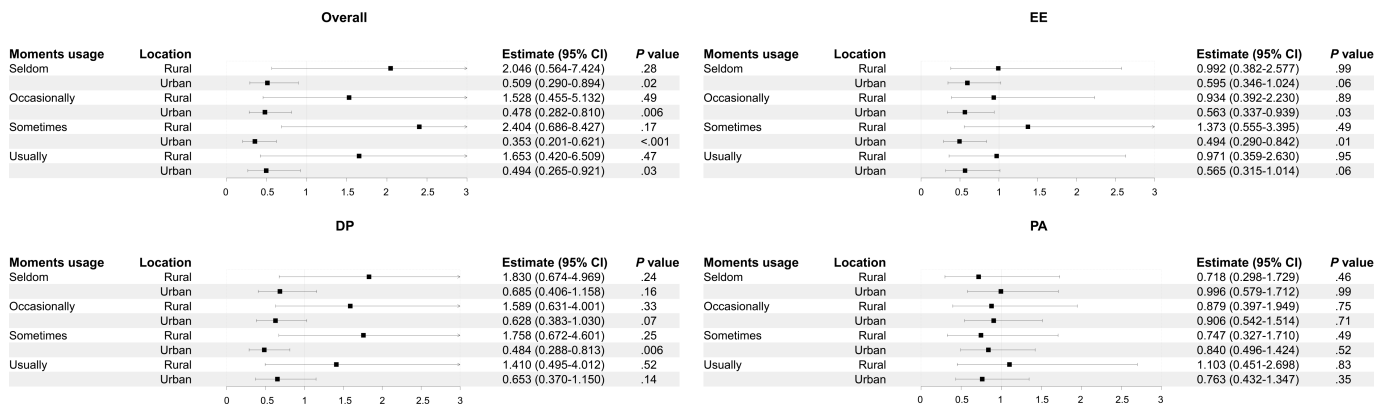 Overall
Moments usage Location Estimate (95% CI) P value
Seldom Rural 2.046 (0.564-7.424) .28
Urban 0.509 (0.290-0.894) .02
Occasionally Rural 1.528 (0.455-5.132) .49
Urban 0.478 (0.282-0.810) .006
Sometimes Rural 2.404 (0.686-8.427) .17
Urban 0.353 (0.201-0.621) <.001
Usually Rural 1.653 (0.420-6.509) .47
Urban 0.494 (0.265-0.921) .03
0 0.5 1 1.5 2 2.5 3
EE
Moments usage Location Estimate (95% CI) P value
Seldom Rural 0.992 (0.382-2.577) .99
Urban 0.595 (0.346-1.024) .06
Occasionally Rural 0.934 (0.392-2.230) .89
Urban 0.563 (0.337-0.939) .03
Sometimes Rural 1.373 (0.555-3.395) .49
Urban 0.494 (0.290-0.842) .01
Usually Rural 0.971 (0.359-2.630) .95
Urban 0.565 (0.315-1.014) .06
0 0.5 1 1.5 2 2.5 3
DP
Moments usage Location Estimate (95% CI) P value
Seldom Rural 1.830 (0.674-4.969) .24
Urban 0.685 (0.406-1.158) .16
Occasionally Rural 1.589 (0.631-4.001) .33
Urban 0.628 (0.383-1.030) .07
Sometimes Rural 1.758 (0.672-4.601) .25
Urban 0.484 (0.288-0.813) .006
Usually Rural 1.410 (0.495-4.012) .52
Urban 0.653 (0.370-1.150) .14
0 0.5 1 1.5 2 2.5 3
PA
Moments usage Location Estimate (95% CI) P value
Seldom Rural 0.718 (0.298-1.729) .46
Urban 0.996 (0.579-1.712) .99
Occasionally Rural 0.879 (0.397-1.949) .75
Urban 0.906 (0.542-1.514) .71
Sometimes Rural 0.747 (0.327-1.710) .49
Urban 0.840 (0.496-1.424) .52
Usually Rural 1.103 (0.451-2.698) .83
Urban 0.763 (0.432-1.347) .35
0 0.5 1 1.5 2 2.5 3